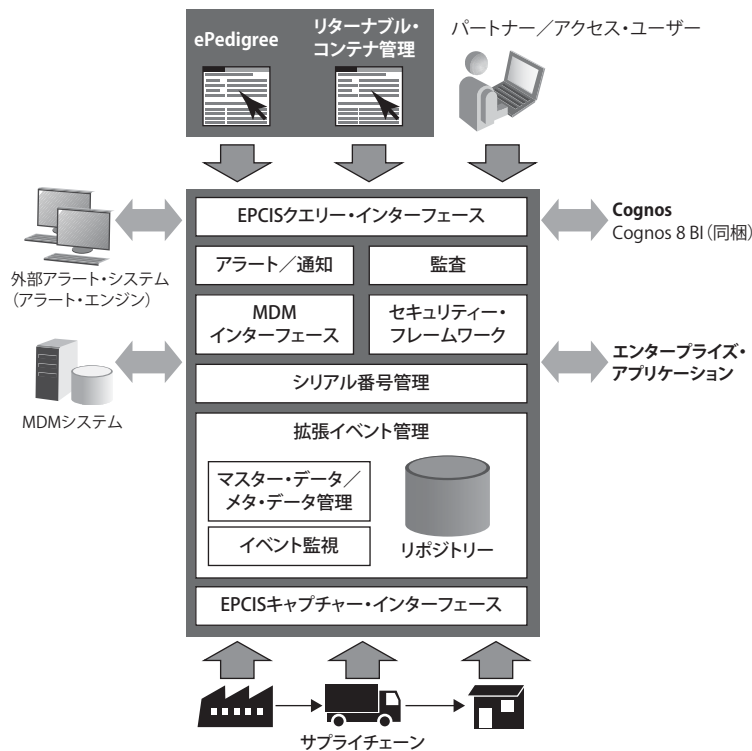 ePedigree
リターナブル・
コンテナ管理
パートナー／アクセス・ユーザー
EPCISクエリー・インターフェース
Cognos
Cognos 8 BI（同梱）
外部アラート・システム
（アラート・エンジン）
アラート／通知
監査
MDM
インターフェース
セキュリティー・
フレームワーク
エンタープライズ・
アプリケーション
MDMシステム
シリアル番号管理
拡張イベント管理
マスター・データ／
メタ・データ管理
イベント監視
リポジトリー
EPCISキャプチャー・インターフェース
サプライチェーン